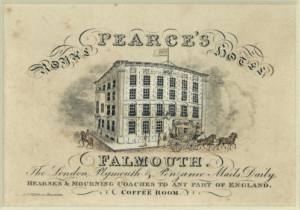 PEARCE'S
ROYAL HOTEL
FALMOUTH.
The London, Plymouth & Penzance Mails, Daily.
HEARSES & MOURNING COACHES TO ANY PART OF ENGLAND.
COFFEE ROOM.